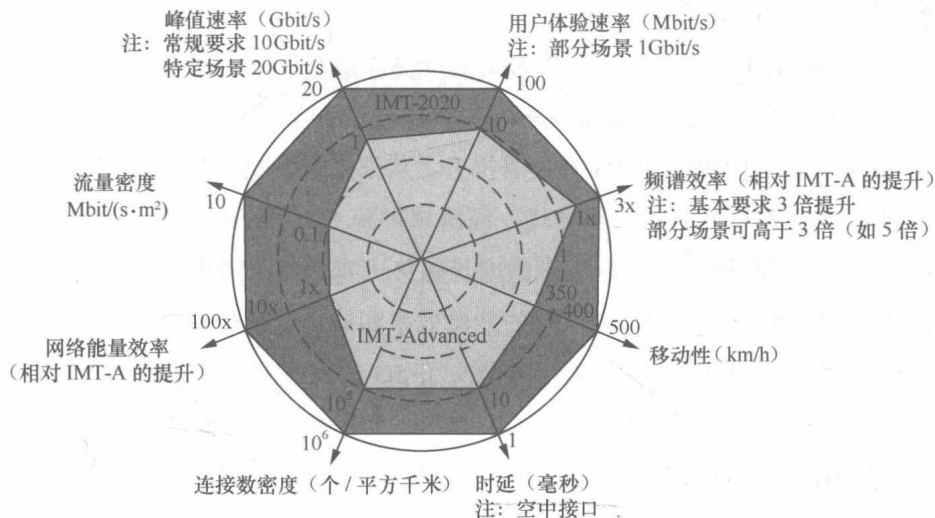 峰值速率（Gbit/s）
注：常规要求 10Gbit/s
特定场景 20Gbit/s
用户体验速率（Mbit/s）
注：部分场景 1Gbit/s
20
100
IMT-2020
1
10
流量密度
Mbit/(s·m²)
10
1
0.1
频谱效率（相对 IMT-A 的提升）
注：基本要求 3 倍提升
部分场景可高于 3 倍（如 5 倍）
3x
1x
1
1x
10x
100x
350
400
500
IMT-Advanced
网络能量效率
（相对 IMT-A 的提升）
移动性（km/h）
10⁵
10⁶
10
1
连接数密度（个 / 平方千米）
时延（毫秒）
注：空中接口